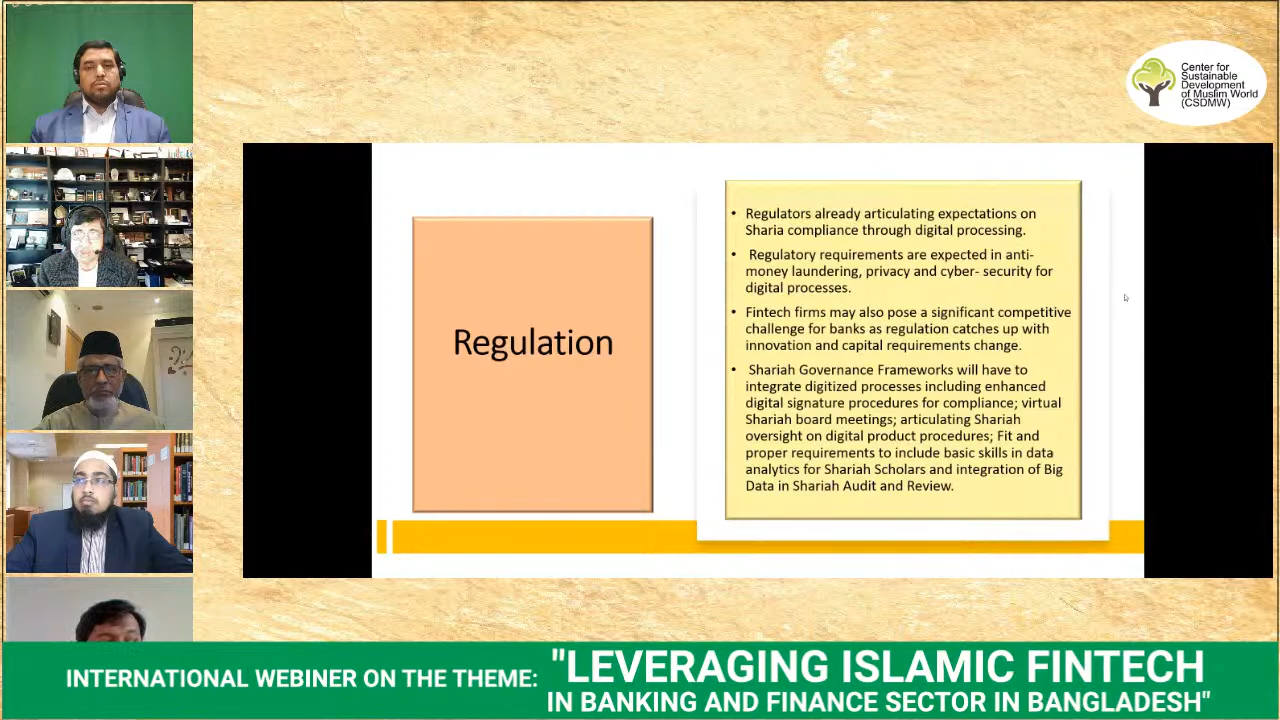 Center for
Sustainable
Development
of Muslim World
(CSDMW)
Regulation
• Regulators already articulating expectations on
Sharia compliance through digital processing.
• Regulatory requirements are expected in anti-
money laundering, privacy and cyber- security for
digital processes.
• Fintech firms may also pose a significant competitive
challenge for banks as regulation catches up with
innovation and capital requirements change.
• Shariah Governance Frameworks will have to
integrate digitized processes including enhanced
digital signature procedures for compliance; virtual
Shariah board meetings; articulating Shariah
oversight on digital product procedures; Fit and
proper requirements to include basic skills in data
analytics for Shariah Scholars and integration of Big
Data in Shariah Audit and Review.
INTERNATIONAL WEBINER ON THE THEME:
"LEVERAGING ISLAMIC FINTECH
IN BANKING AND FINANCE SECTOR IN BANGLADESH"